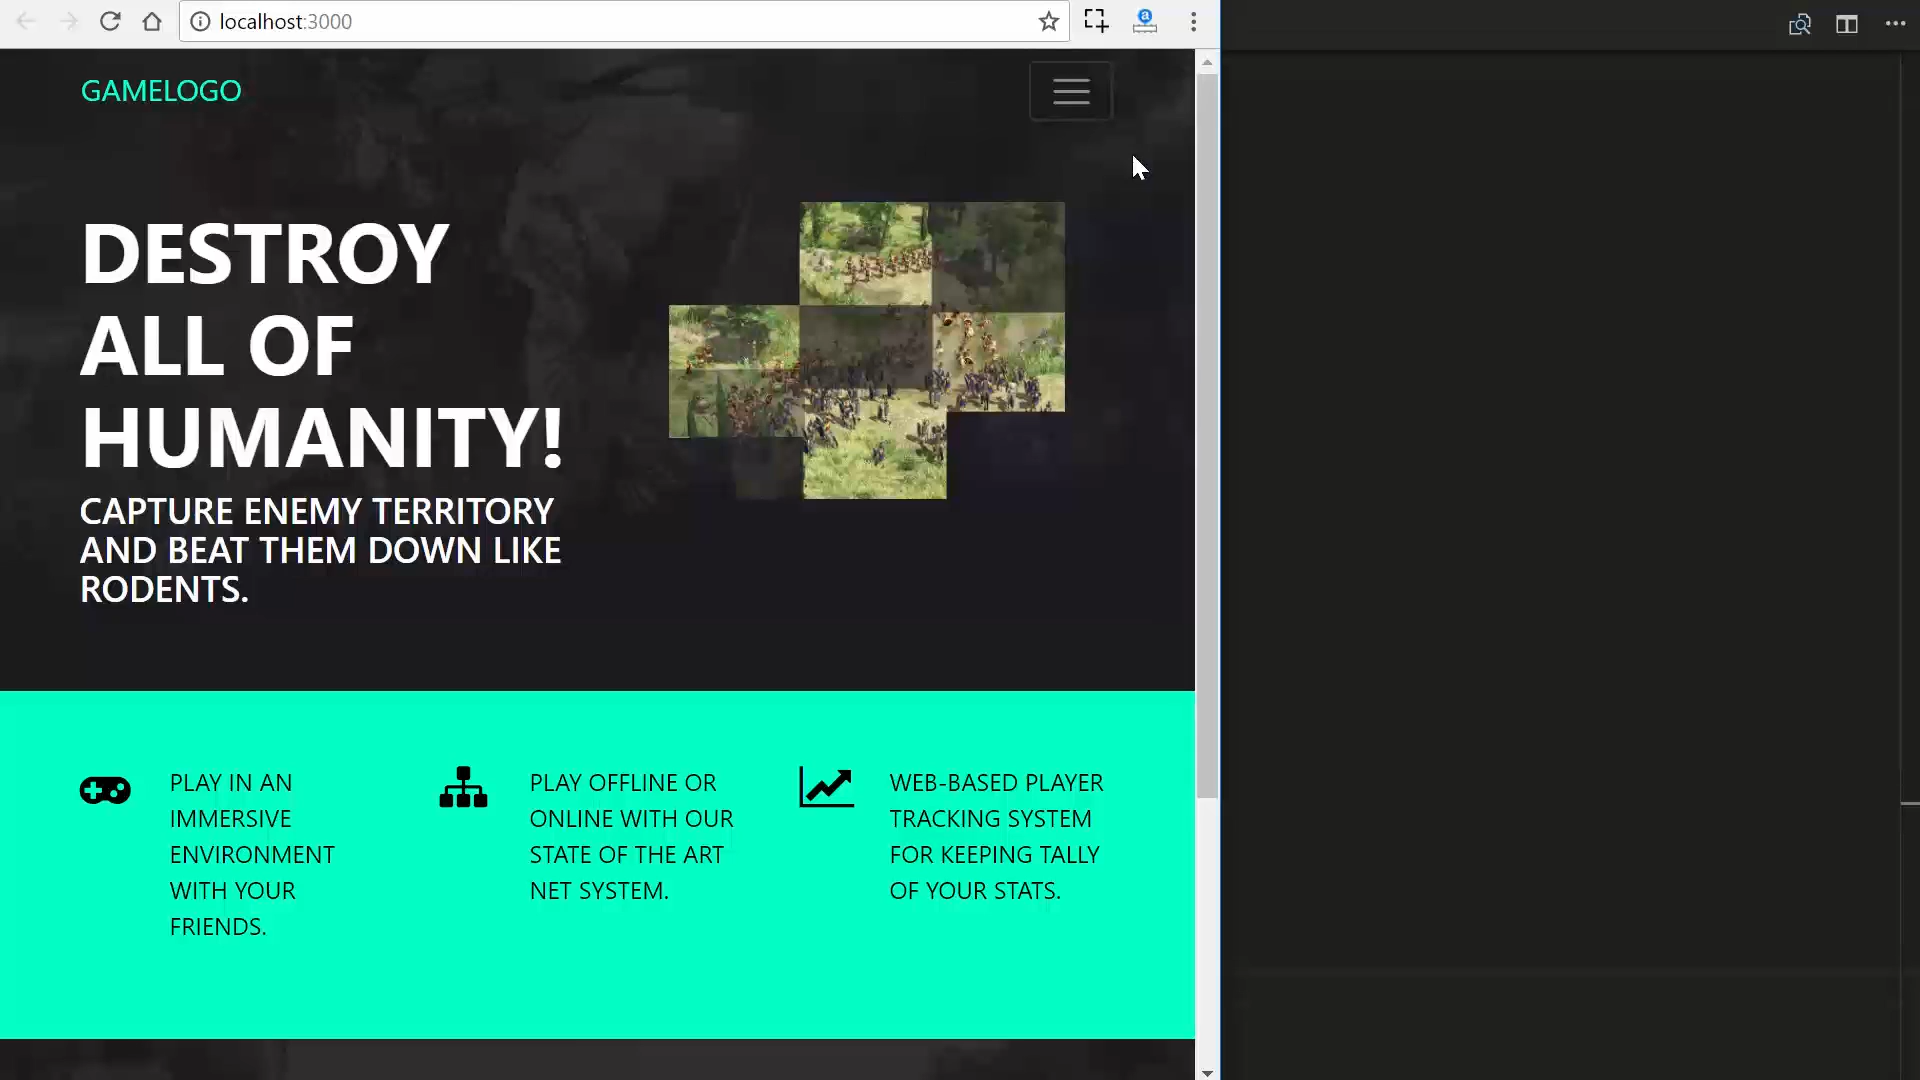 localhost:3000
GAMELOGO
DESTROY
ALL OF
HUMANITY!
CAPTURE ENEMY TERRITORY
AND BEAT THEM DOWN LIKE
RODENTS.
PLAY IN AN
IMMERSIVE
ENVIRONMENT
WITH YOUR
FRIENDS.
PLAY OFFLINE OR
ONLINE WITH OUR
STATE OF THE ART
NET SYSTEM.
WEB-BASED PLAYER
TRACKING SYSTEM
FOR KEEPING TALLY
OF YOUR STATS.